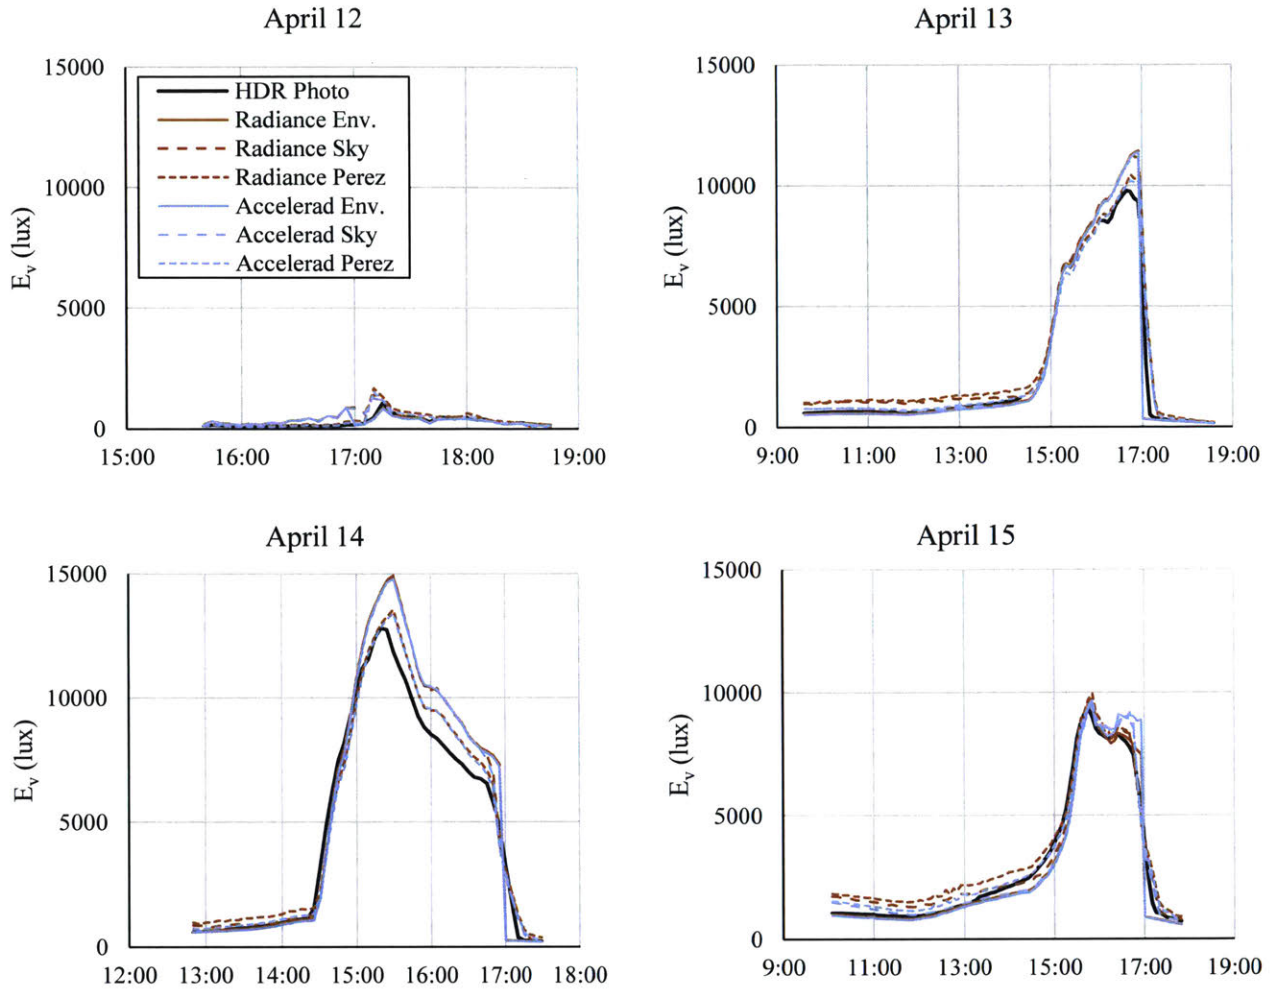 April 12
15000
10000
5000
0
E_v (lux)
HDR Photo
Radiance Env.
Radiance Sky
Radiance Perez
Accelerad Env.
Accelerad Sky
Accelerad Perez
15:00 16:00 17:00 18:00 19:00
April 13
15000
10000
5000
0
E_v (lux)
9:00 11:00 13:00 15:00 17:00 19:00
April 14
15000
10000
5000
0
E_v (lux)
12:00 13:00 14:00 15:00 16:00 17:00 18:00
April 15
15000
10000
5000
0
E_v (lux)
9:00 11:00 13:00 15:00 17:00 19:00